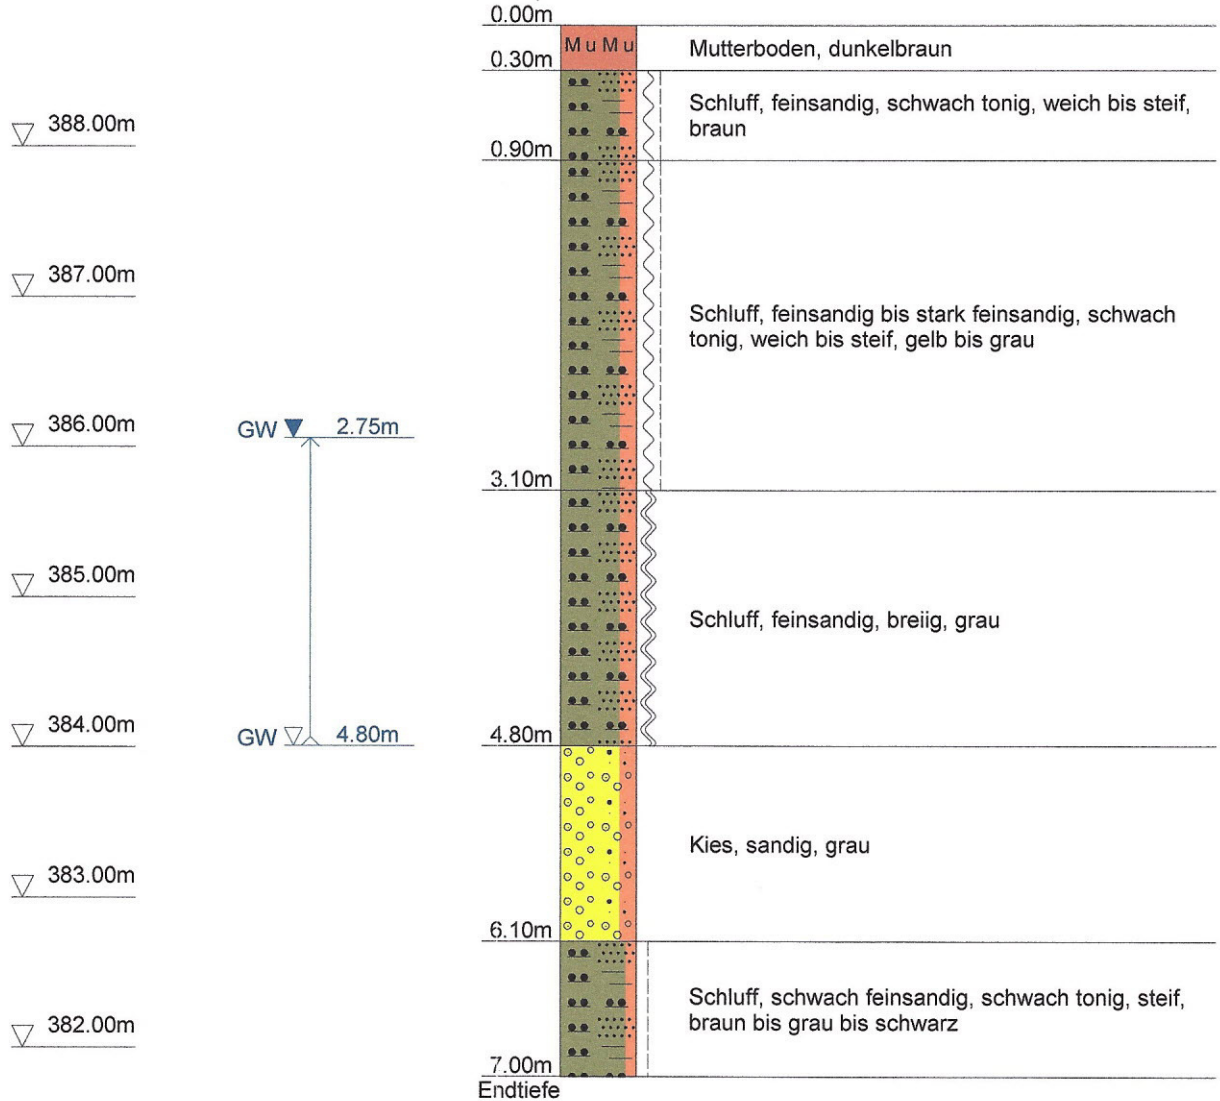 0.00m
Mu Mu
Mutterboden, dunkelbraun
0.30m
Schluff, feinsandig, schwach tonig, weich bis steif,
braun
388.00m
0.90m
387.00m
Schluff, feinsandig bis stark feinsandig, schwach
tonig, weich bis steif, gelb bis grau
386.00m
GW 2.75m
3.10m
385.00m
Schluff, feinsandig, breiig, grau
384.00m
GW 4.80m
4.80m
Kies, sandig, grau
383.00m
6.10m
Schluff, schwach feinsandig, schwach tonig, steif,
braun bis grau bis schwarz
382.00m
7.00m
Endtiefe